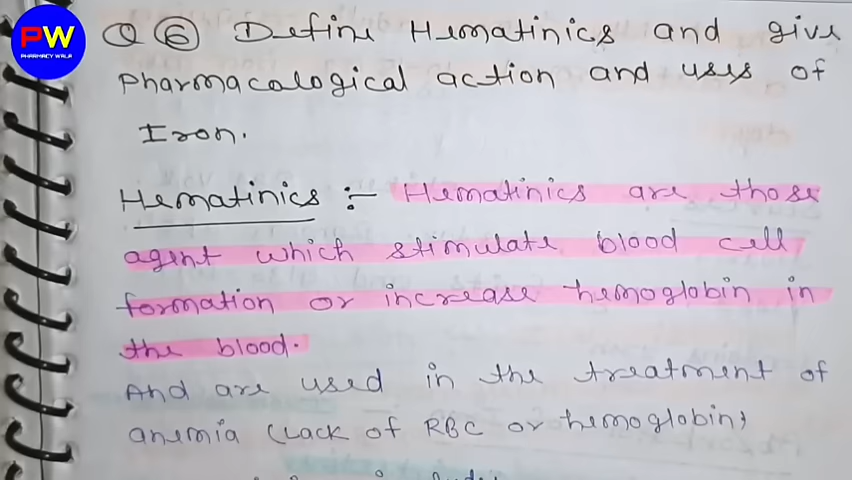 PW
PHARMACY WALA
Q ⑥ Define Hematinics and give
Pharmacological action and uses of
Iron.
Hematinics :- Hematinics are those
agent which stimulate blood cell
formation or increase hemoglobin in
the blood.
And are used in the treatment of
anemia (Lack of RBC or hemoglobin)